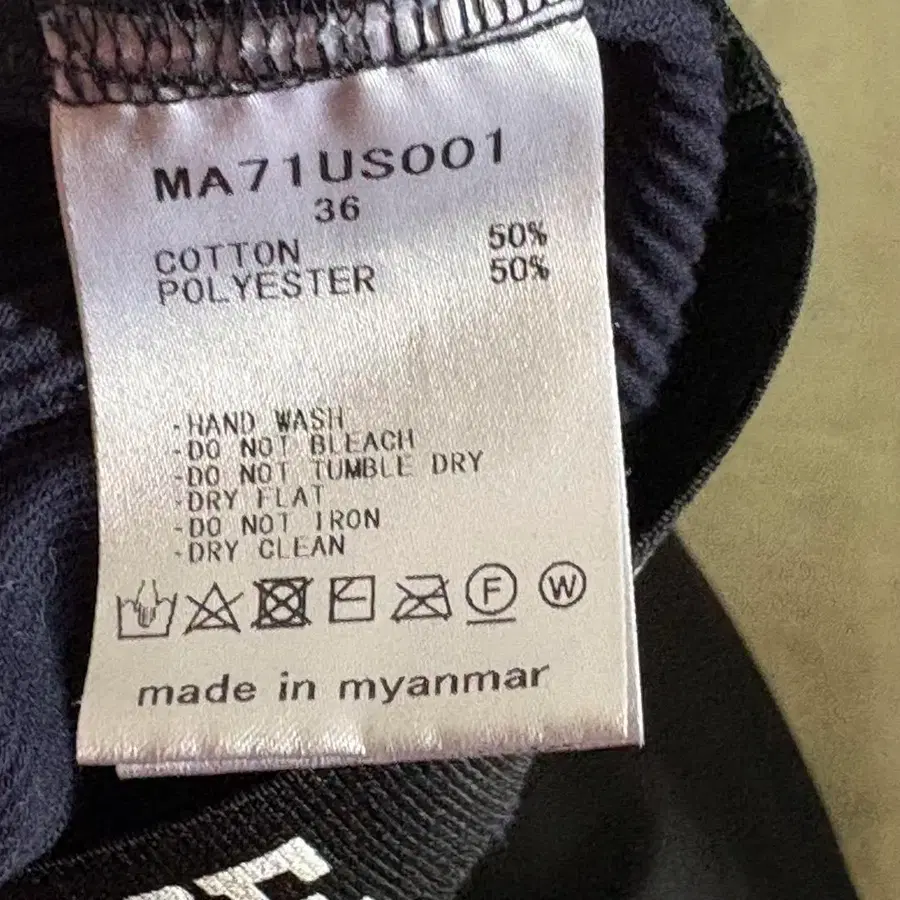 MA71US001
36
COTTON 50%
POLYESTER 50%
-HAND WASH
-DO NOT BLEACH
-DO NOT TUMBLE DRY
-DRY FLAT
-DO NOT IRON
-DRY CLEAN
F W
made in myanmar